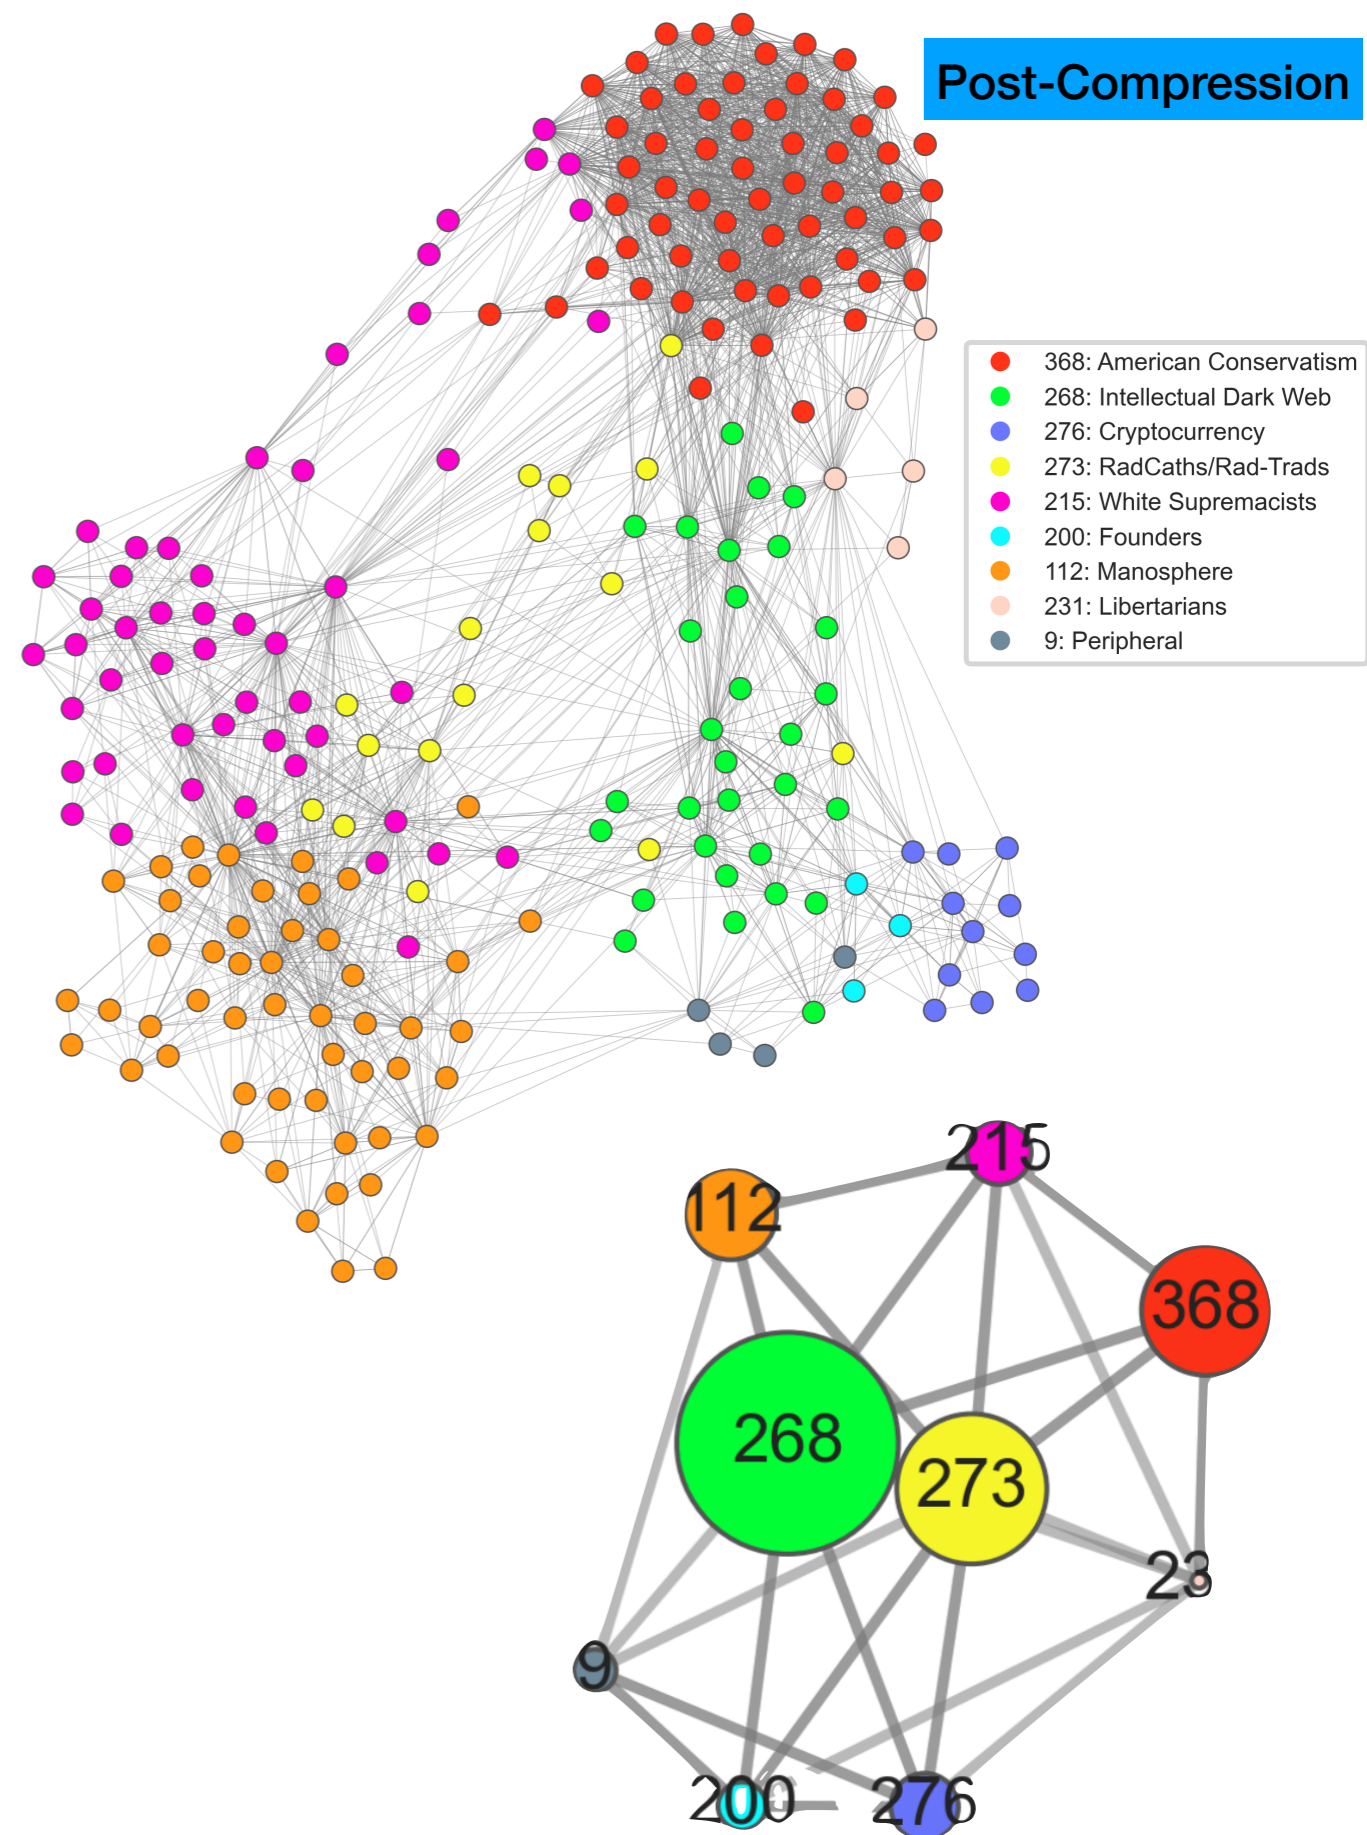 Post-Compression
368: American Conservatism
268: Intellectual Dark Web
276: Cryptocurrency
273: RadCaths/Rad-Trads
215: White Supremacists
200: Founders
112: Manosphere
231: Libertarians
9: Peripheral
215
112
368
268
273
23
9
200
276